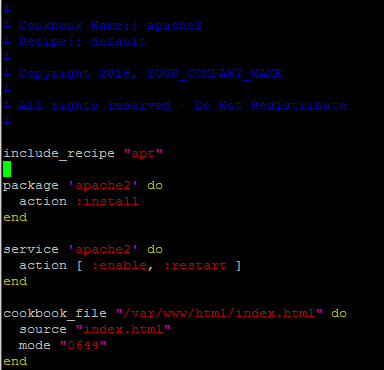 #
# Cookbook Name:: apache2
# Recipe:: default
#
# Copyright 2016, YOUR_COMPANY_NAME
#
# All rights reserved - Do Not Redistribute
#
include_recipe "apt"
package 'apache2' do
  action :install
end
service 'apache2' do
  action [ :enable, :restart ]
end
cookbook_file "/var/www/html/index.html" do
  source "index.html"
  mode "0644"
end